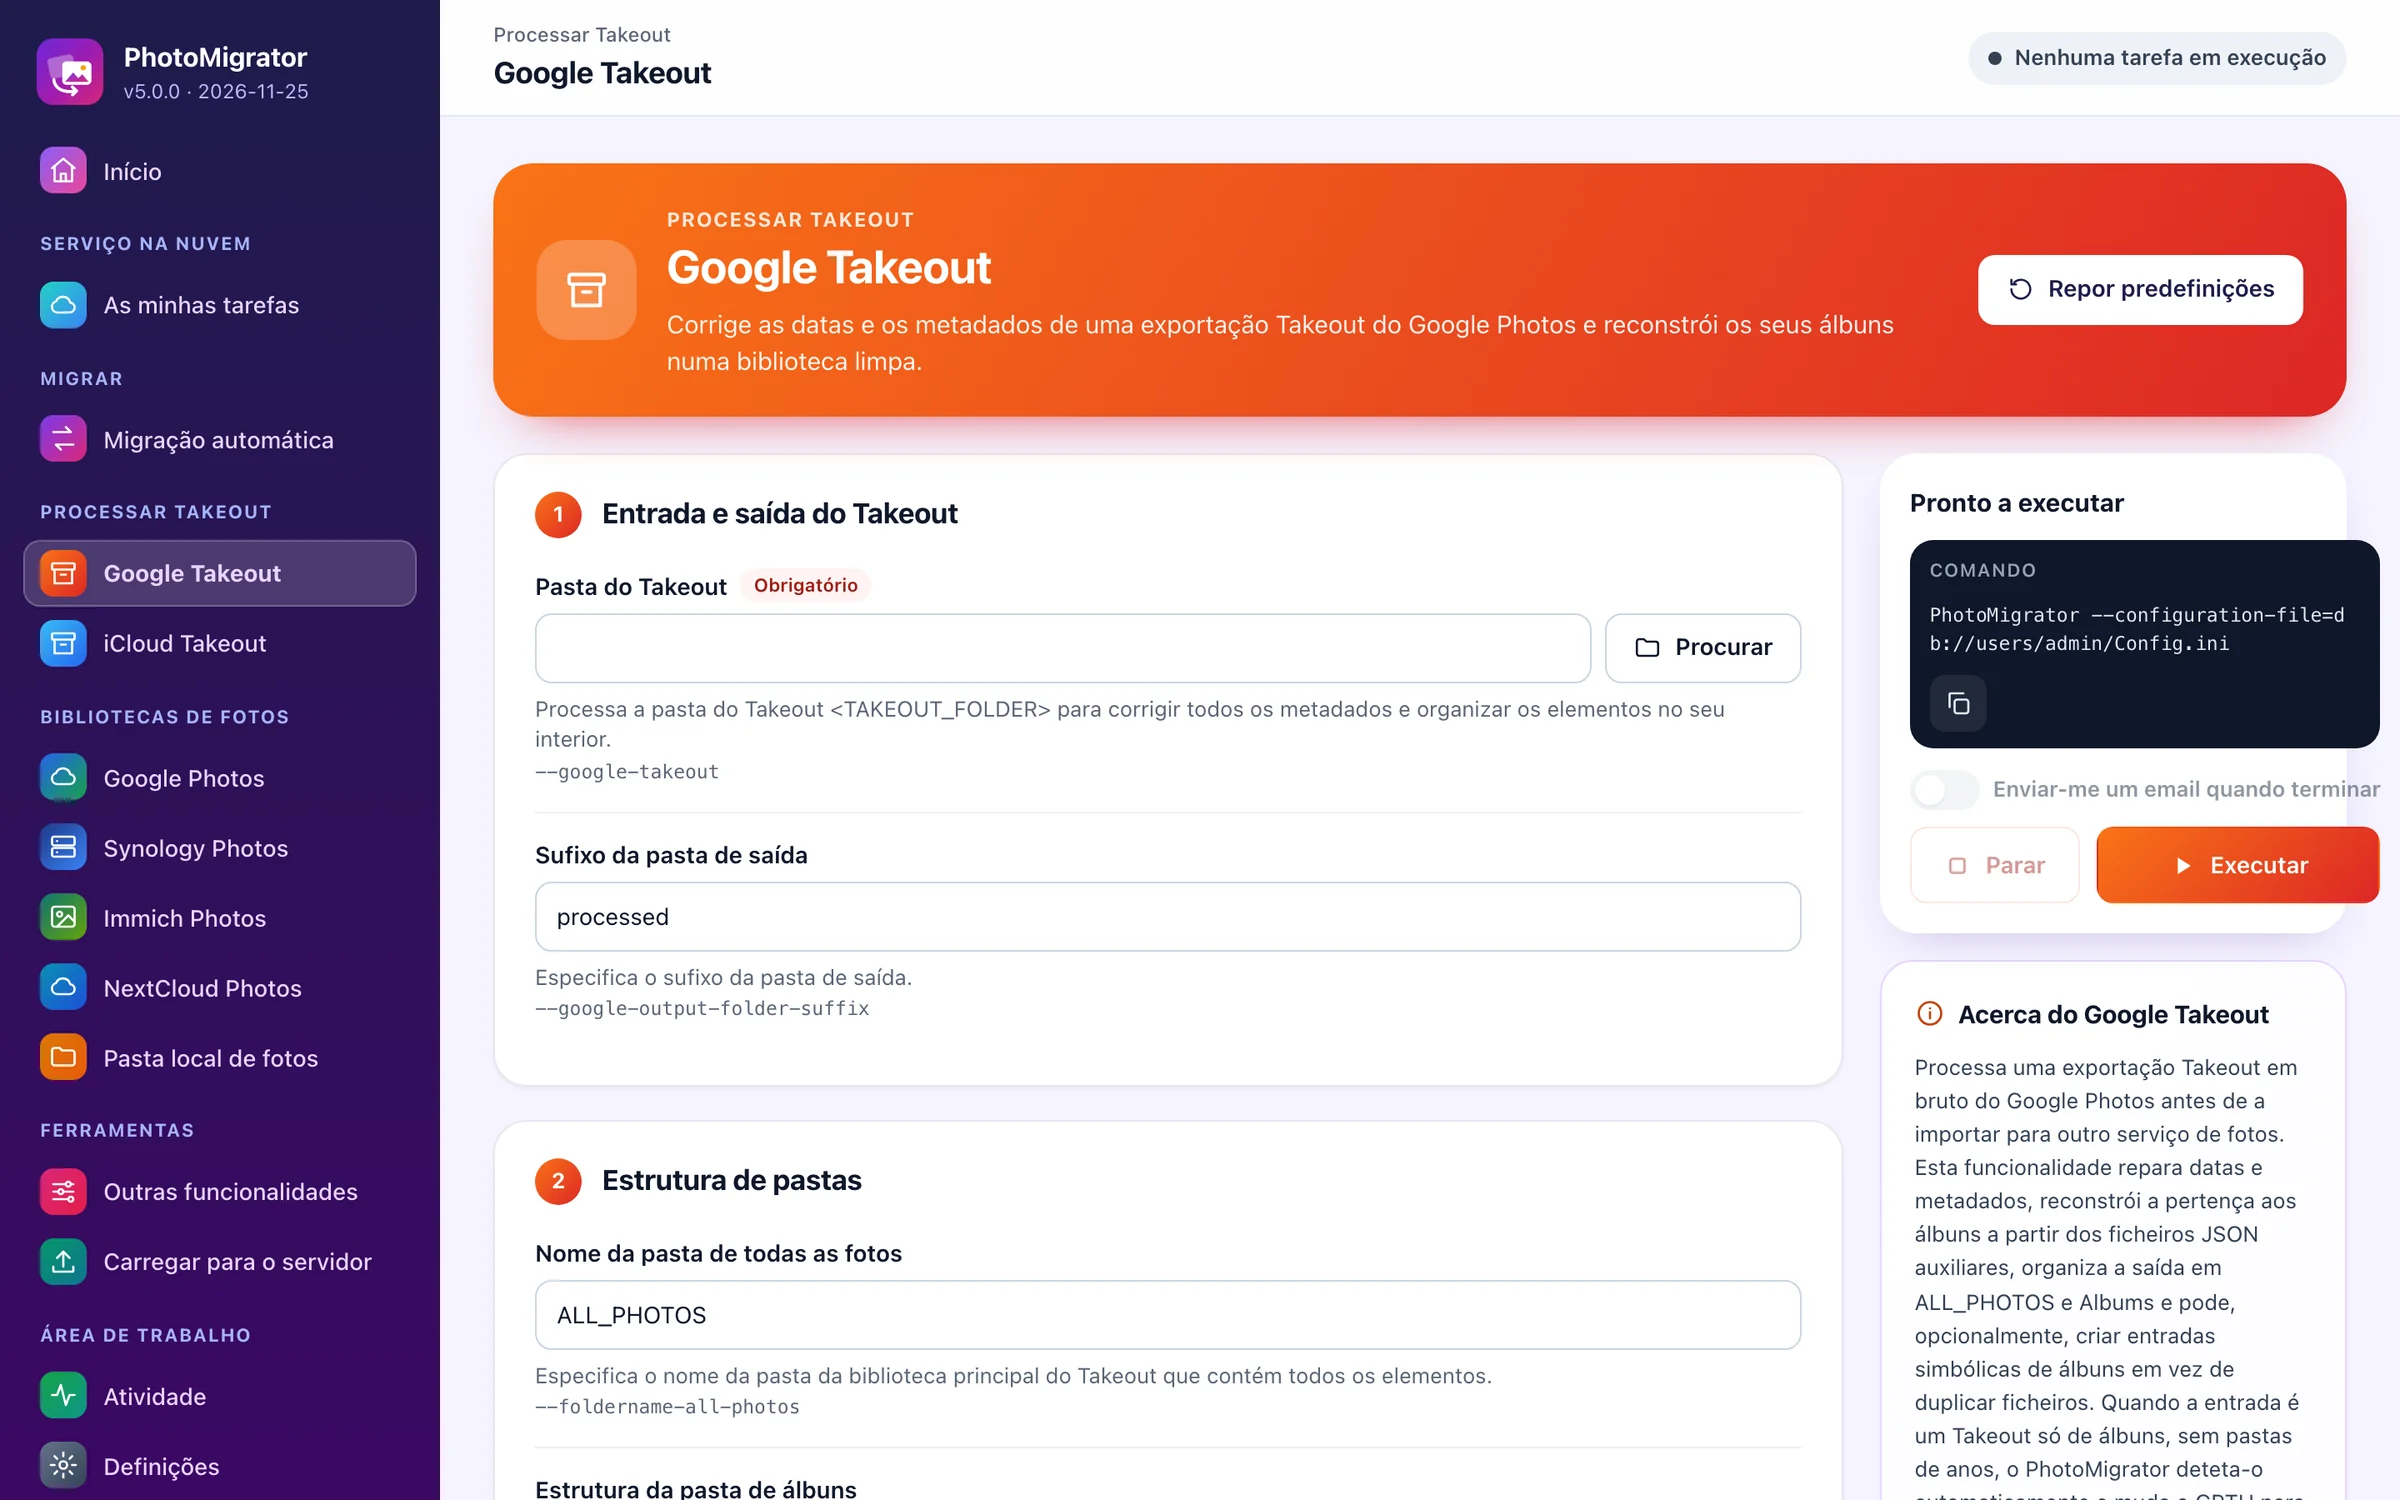 PhotoMigrator
v5.0.0 · 2026-11-25
Início
SERVIÇO NA NUVEM
As minhas tarefas
MIGRAR
Migração automática
PROCESSAR TAKEOUT
Google Takeout
iCloud Takeout
BIBLIOTECAS DE FOTOS
Google Photos
Synology Photos
Immich Photos
NextCloud Photos
Pasta local de fotos
FERRAMENTAS
Outras funcionalidades
Carregar para o servidor
ÁREA DE TRABALHO
Atividade
Definições
Processar Takeout
Google Takeout
Nenhuma tarefa em execução
PROCESSAR TAKEOUT
Google Takeout
Corrige as datas e os metadados de uma exportação Takeout do Google Photos e reconstrói os seus álbuns
numa biblioteca limpa.
Repor predefinições
1 Entrada e saída do Takeout
Pasta do Takeout Obrigatório
Procurar
Processa a pasta do Takeout <TAKEOUT_FOLDER> para corrigir todos os metadados e organizar os elementos no seu
interior.
--google-takeout
Sufixo da pasta de saída
processed
Especifica o sufixo da pasta de saída.
--google-output-folder-suffix
2 Estrutura de pastas
Nome da pasta de todas as fotos
ALL_PHOTOS
Especifica o nome da pasta da biblioteca principal do Takeout que contém todos os elementos.
--foldername-all-photos
Estrutura da pasta de álbuns
Pronto a executar
COMANDO
PhotoMigrator --configuration-file=d
b://users/admin/Config.ini
Enviar-me um email quando terminar
Parar
Executar
Acerca do Google Takeout
Processa uma exportação Takeout em
bruto do Google Photos antes de a
importar para outro serviço de fotos.
Esta funcionalidade repara datas e
metadados, reconstrói a pertença aos
álbuns a partir dos ficheiros JSON
auxiliares, organiza a saída em
ALL_PHOTOS e Albums e pode,
opcionalmente, criar entradas
simbólicas de álbuns em vez de
duplicar ficheiros. Quando a entrada é
um Takeout só de álbuns, sem pastas
de anos, o PhotoMigrator deteta-o